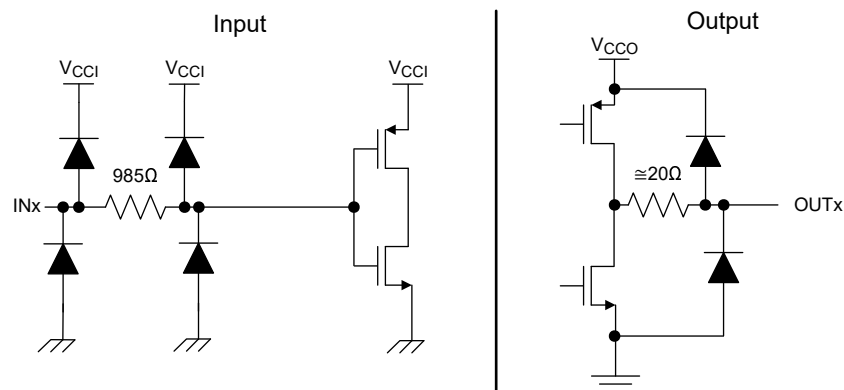 Input
VCCI
VCCI
VCCI
985Ω
INx
Output
VCCO
≅20Ω
OUTx